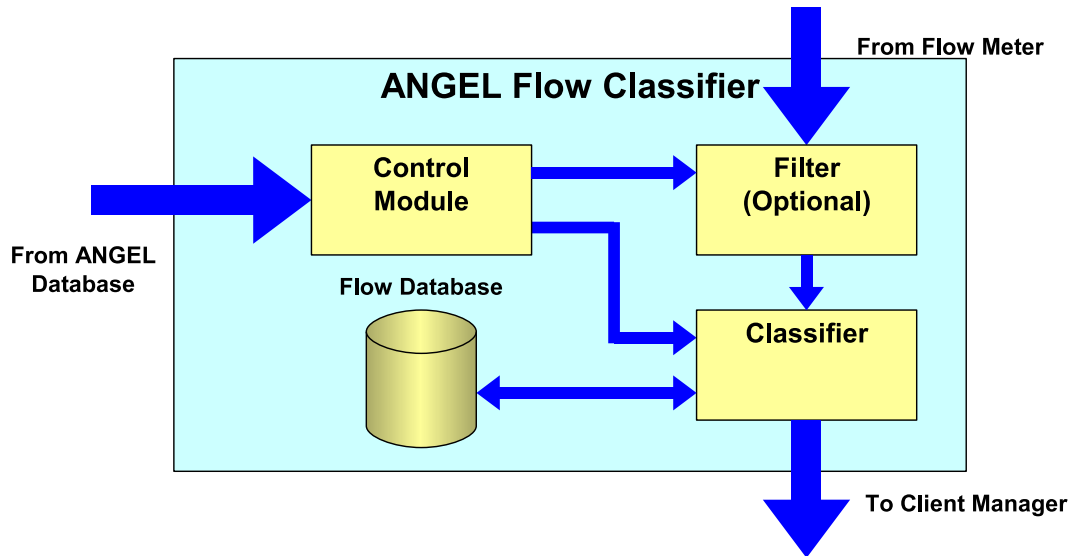 From Flow Meter
ANGEL Flow Classifier
Control
Module
Filter
(Optional)
From ANGEL
Database
Flow Database
Classifier
To Client Manager